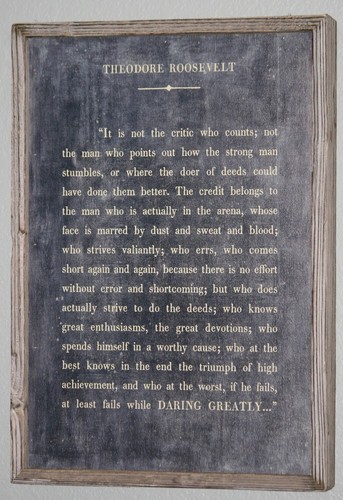 THEODORE ROOSEVELT
"It is not the critic who counts; not
the man who points out how the strong man
stumbles, or where the doer of deeds could
have done them better. The credit belongs to
the man who is actually in the arena, whose
face is marred by dust and sweat and blood;
who strives valiantly; who errs, who comes
short again and again, because there is no effort
without error and shortcoming; but who does
actually strive to do the deeds; who knows
great enthusiasms, the great devotions; who
spends himself in a worthy cause; who at the
best knows in the end the triumph of high
achievement, and who at the worst, if he fails,
at least fails while DARING GREATLY..."